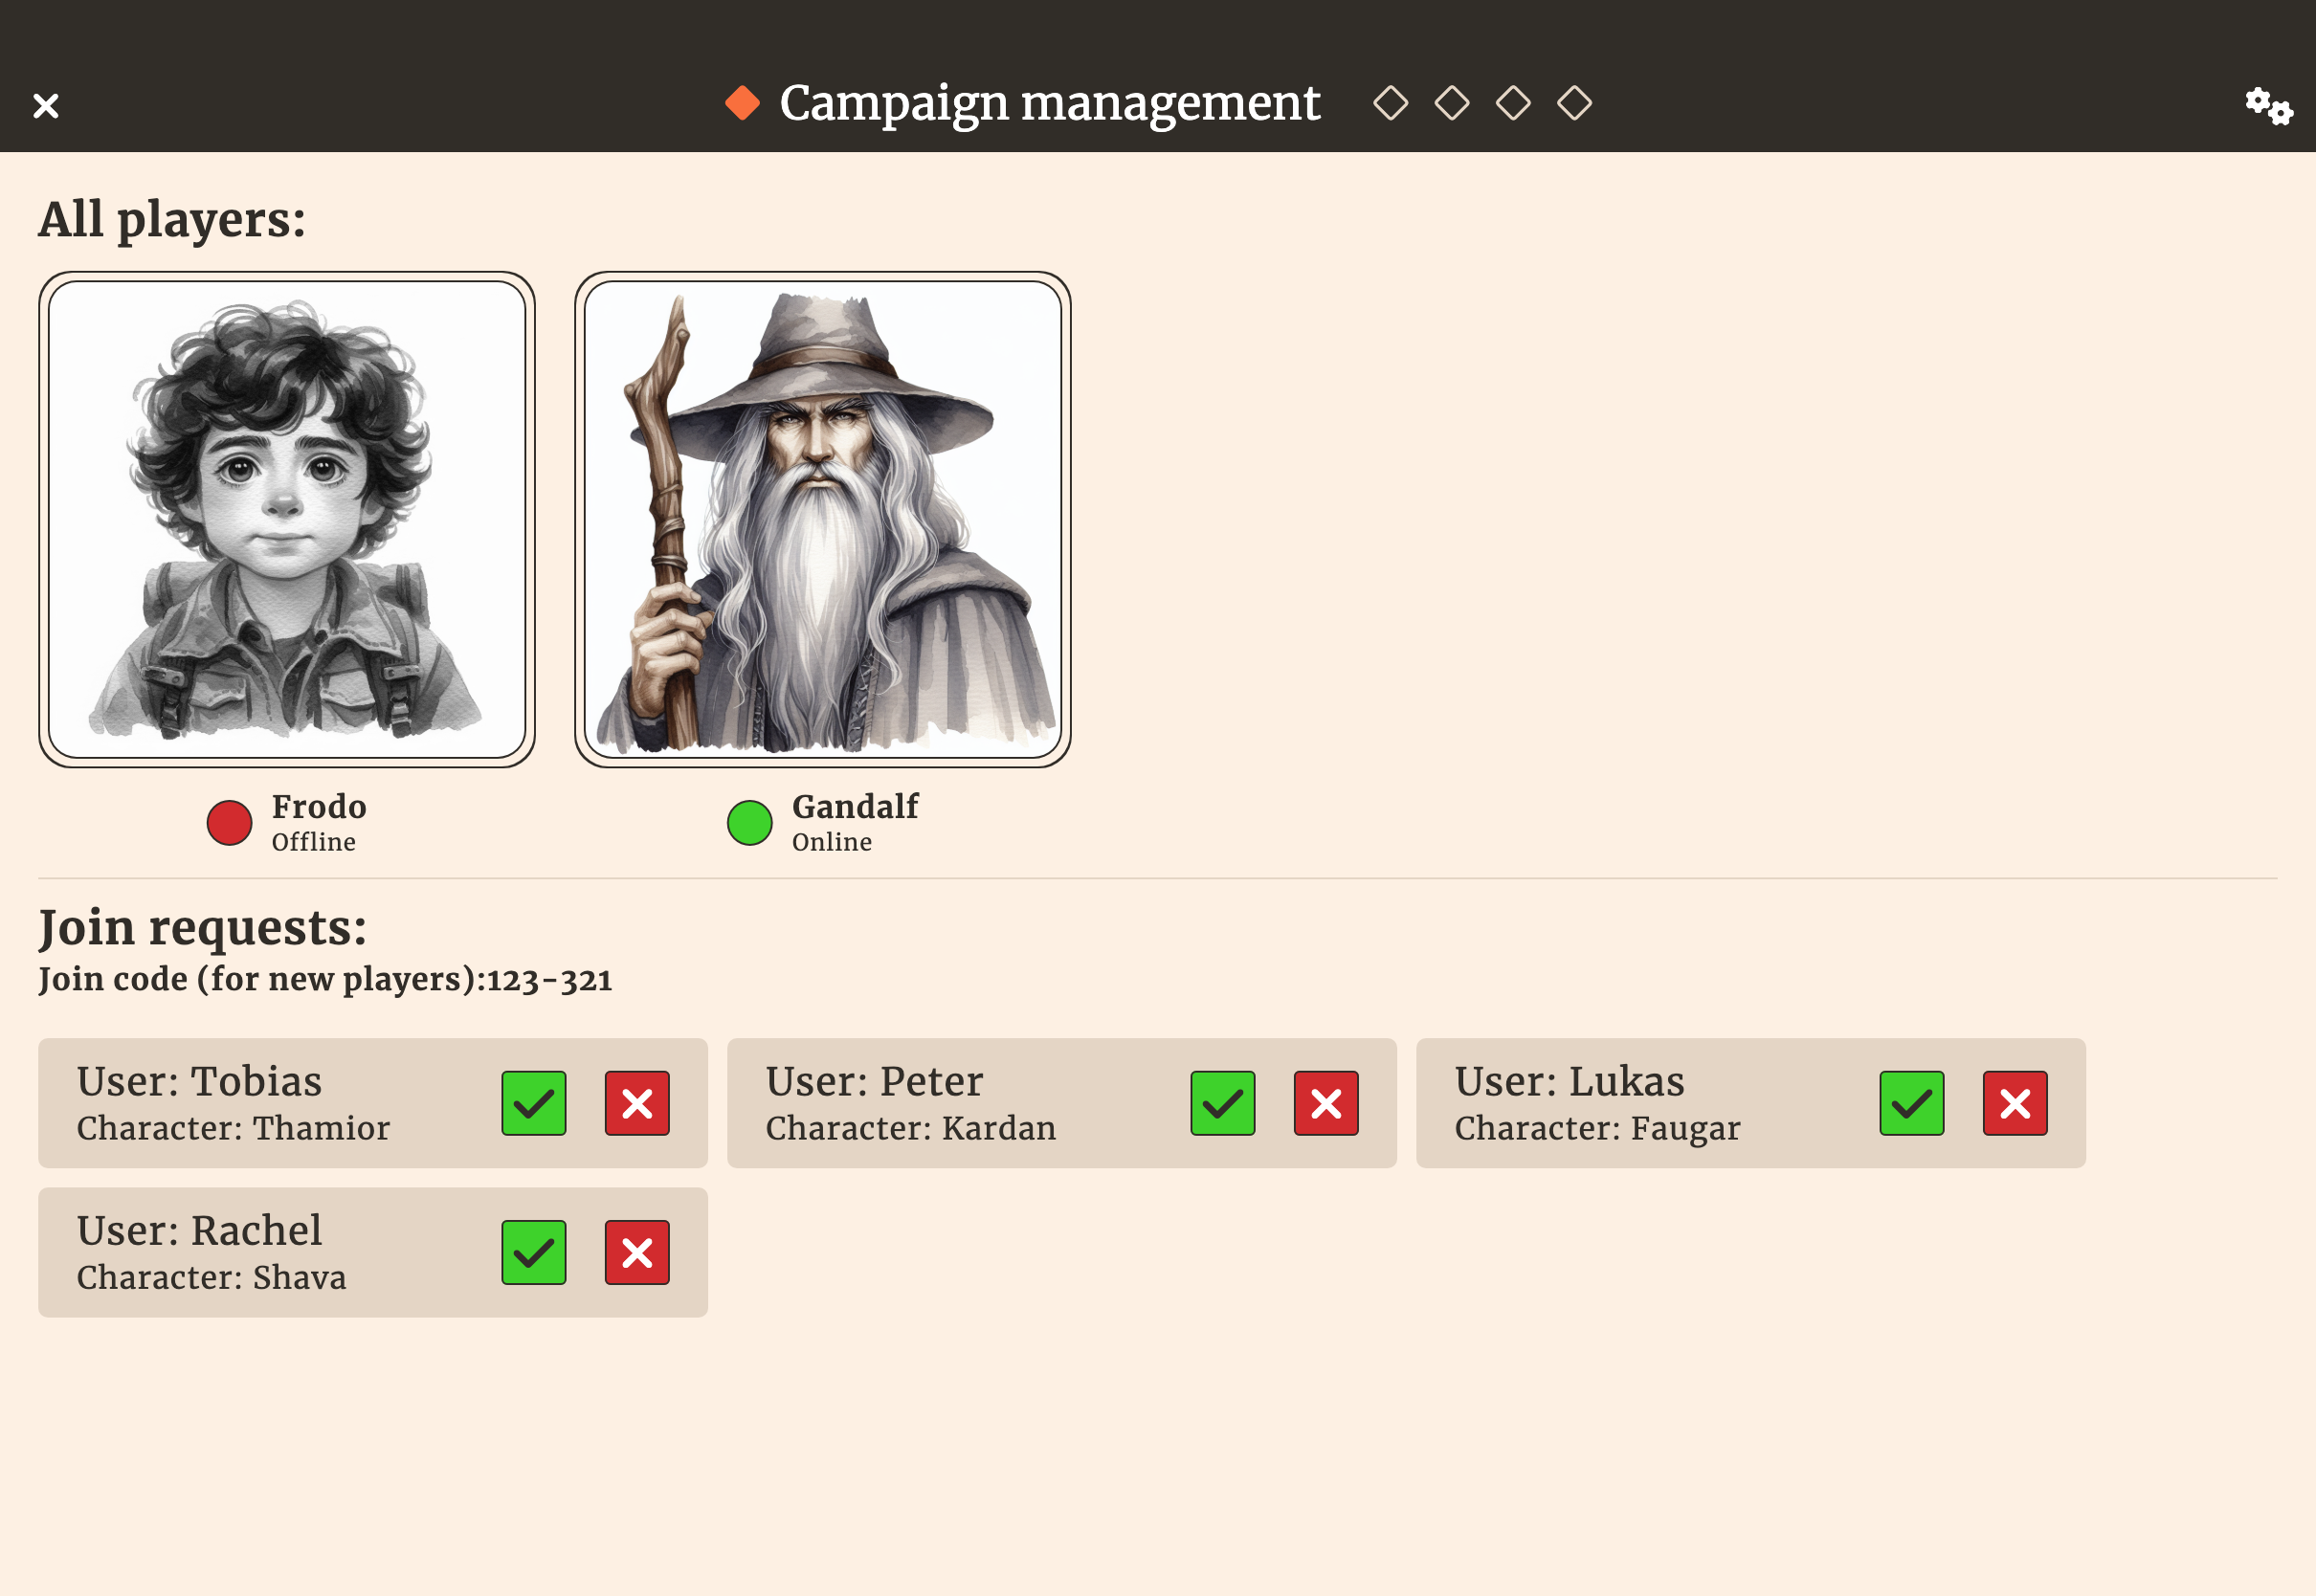 Campaign management
All players:
Frodo
Offline
Gandalf
Online
Join requests:
Join code (for new players):123-321
User: Tobias
Character: Thamior
User: Peter
Character: Kardan
User: Lukas
Character: Faugar
User: Rachel
Character: Shava